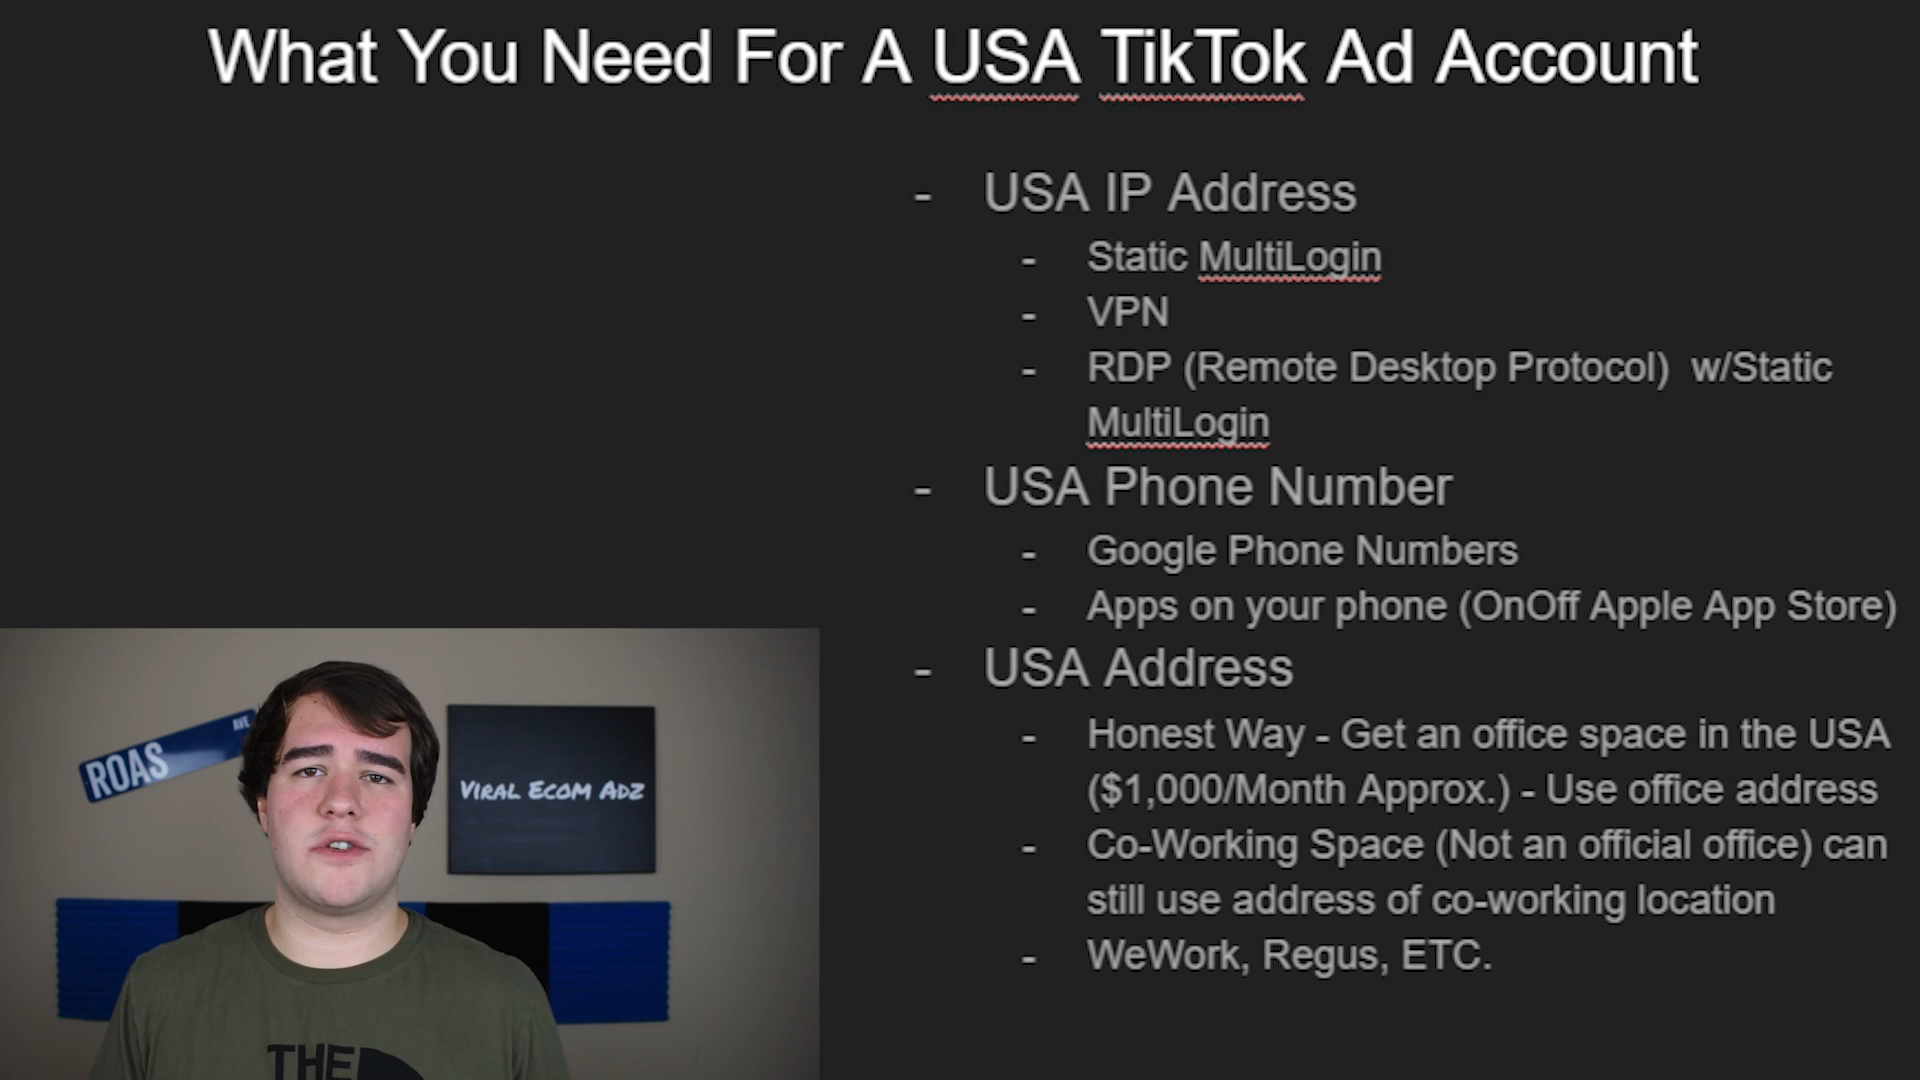 What You Need For A USA TikTok Ad Account
- USA IP Address
- Static MultiLogin
- VPN
- RDP (Remote Desktop Protocol) w/Static
MultiLogin
- USA Phone Number
- Google Phone Numbers
- Apps on your phone (OnOff Apple App Store)
- USA Address
- Honest Way - Get an office space in the USA
($1,000/Month Approx.) - Use office address
- Co-Working Space (Not an official office) can
still use address of co-working location
- WeWork, Regus, ETC.
ROAS AVE
VIRAL ECOM ADZ
THE